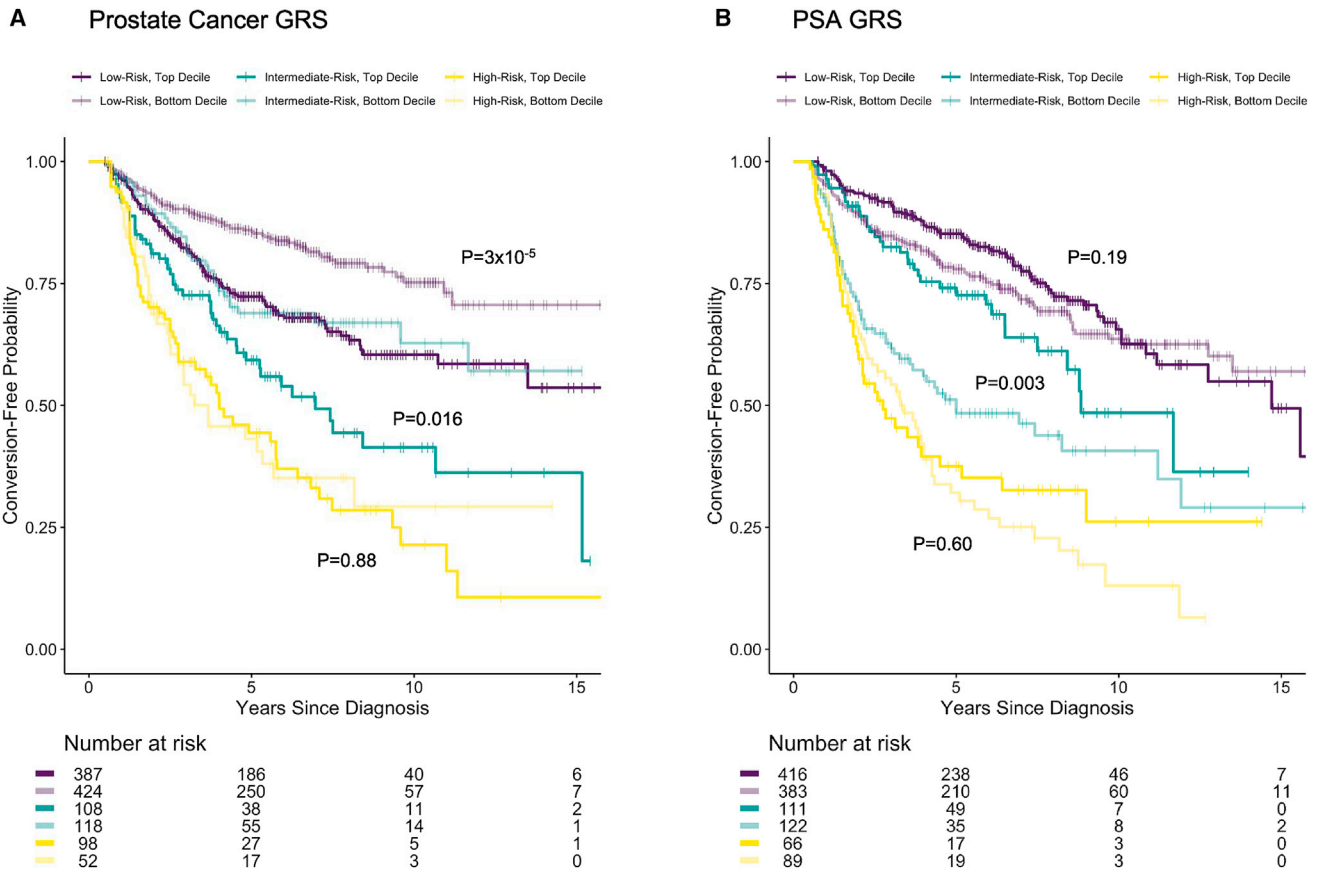 A Prostate Cancer GRS
Low-Risk, Top Decile Intermediate-Risk, Top Decile High-Risk, Top Decile
Low-Risk, Bottom Decile Intermediate-Risk, Bottom Decile High-Risk, Bottom Decile
Conversion-Free Probability
1.00
0.75
0.50
0.25
0.00
P=3x10⁻⁵
P=0.016
P=0.88
0 5 10 15
Years Since Diagnosis
Number at risk
387 186 40 6
424 250 57 7
108 38 11 2
118 55 14 1
98 27 5 1
52 17 3 0
B PSA GRS
Low-Risk, Top Decile Intermediate-Risk, Top Decile High-Risk, Top Decile
Low-Risk, Bottom Decile Intermediate-Risk, Bottom Decile High-Risk, Bottom Decile
Conversion-Free Probability
1.00
0.75
0.50
0.25
0.00
P=0.19
P=0.003
P=0.60
0 5 10 15
Years Since Diagnosis
Number at risk
416 238 46 7
383 210 60 11
111 49 7 0
122 35 8 2
66 17 3 0
89 19 3 0